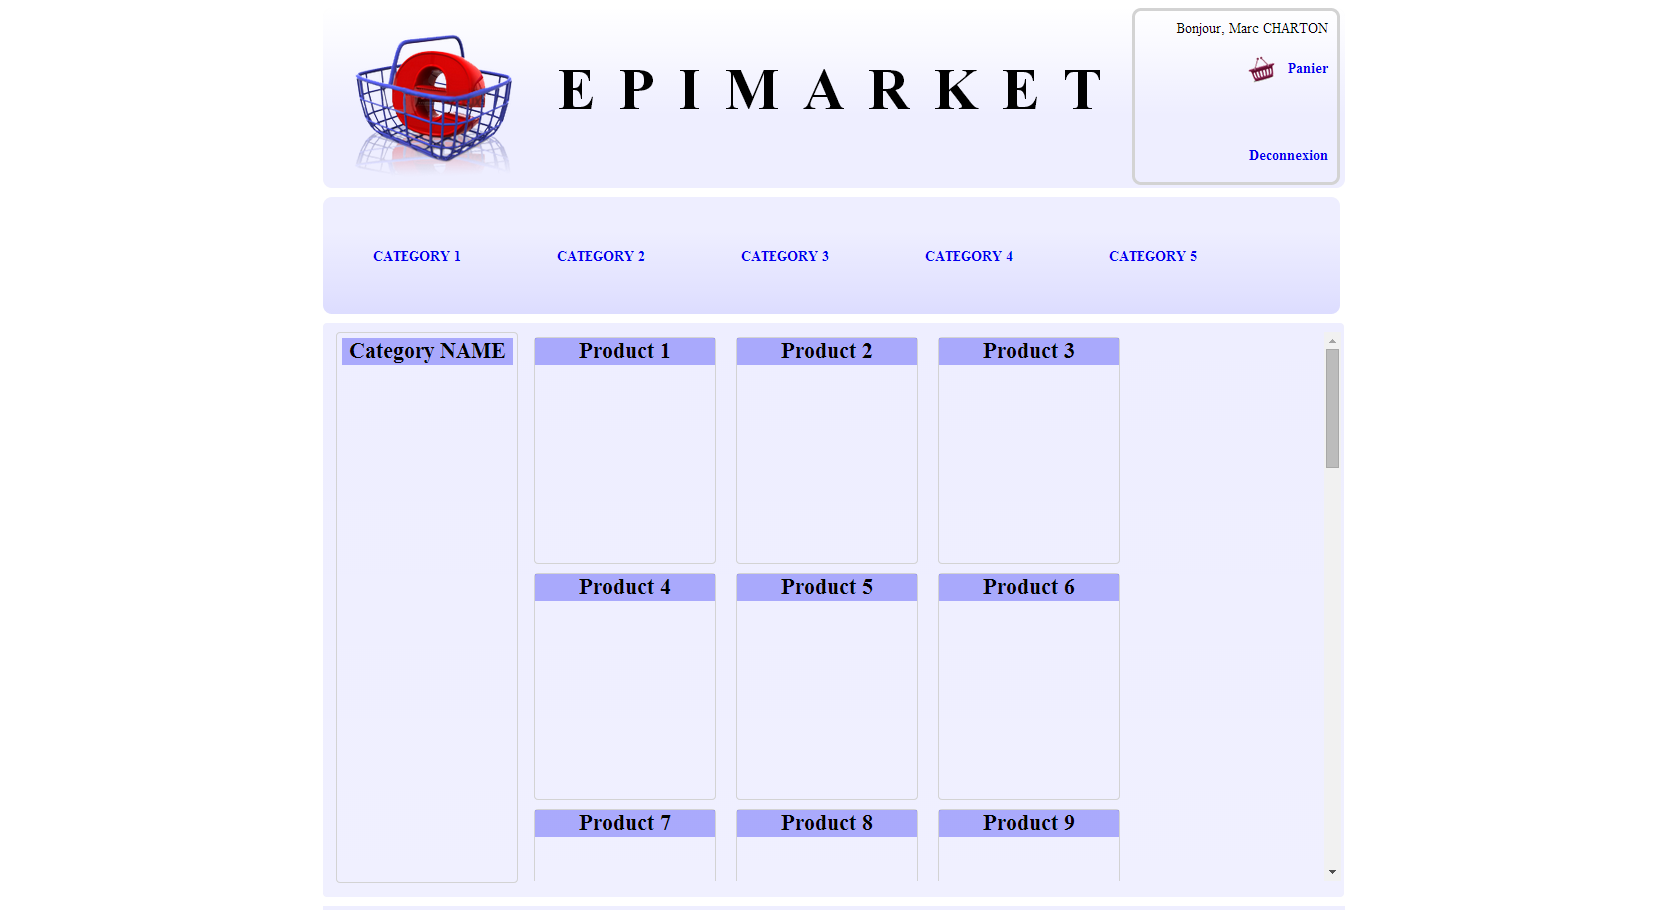 Bonjour, Marc CHARTON
EPIMARKET
Panier
Deconnexion
CATEGORY 1 CATEGORY 2 CATEGORY 3 CATEGORY 4 CATEGORY 5
Category NAME
Product 1 Product 2 Product 3
Product 4 Product 5 Product 6
Product 7 Product 8 Product 9